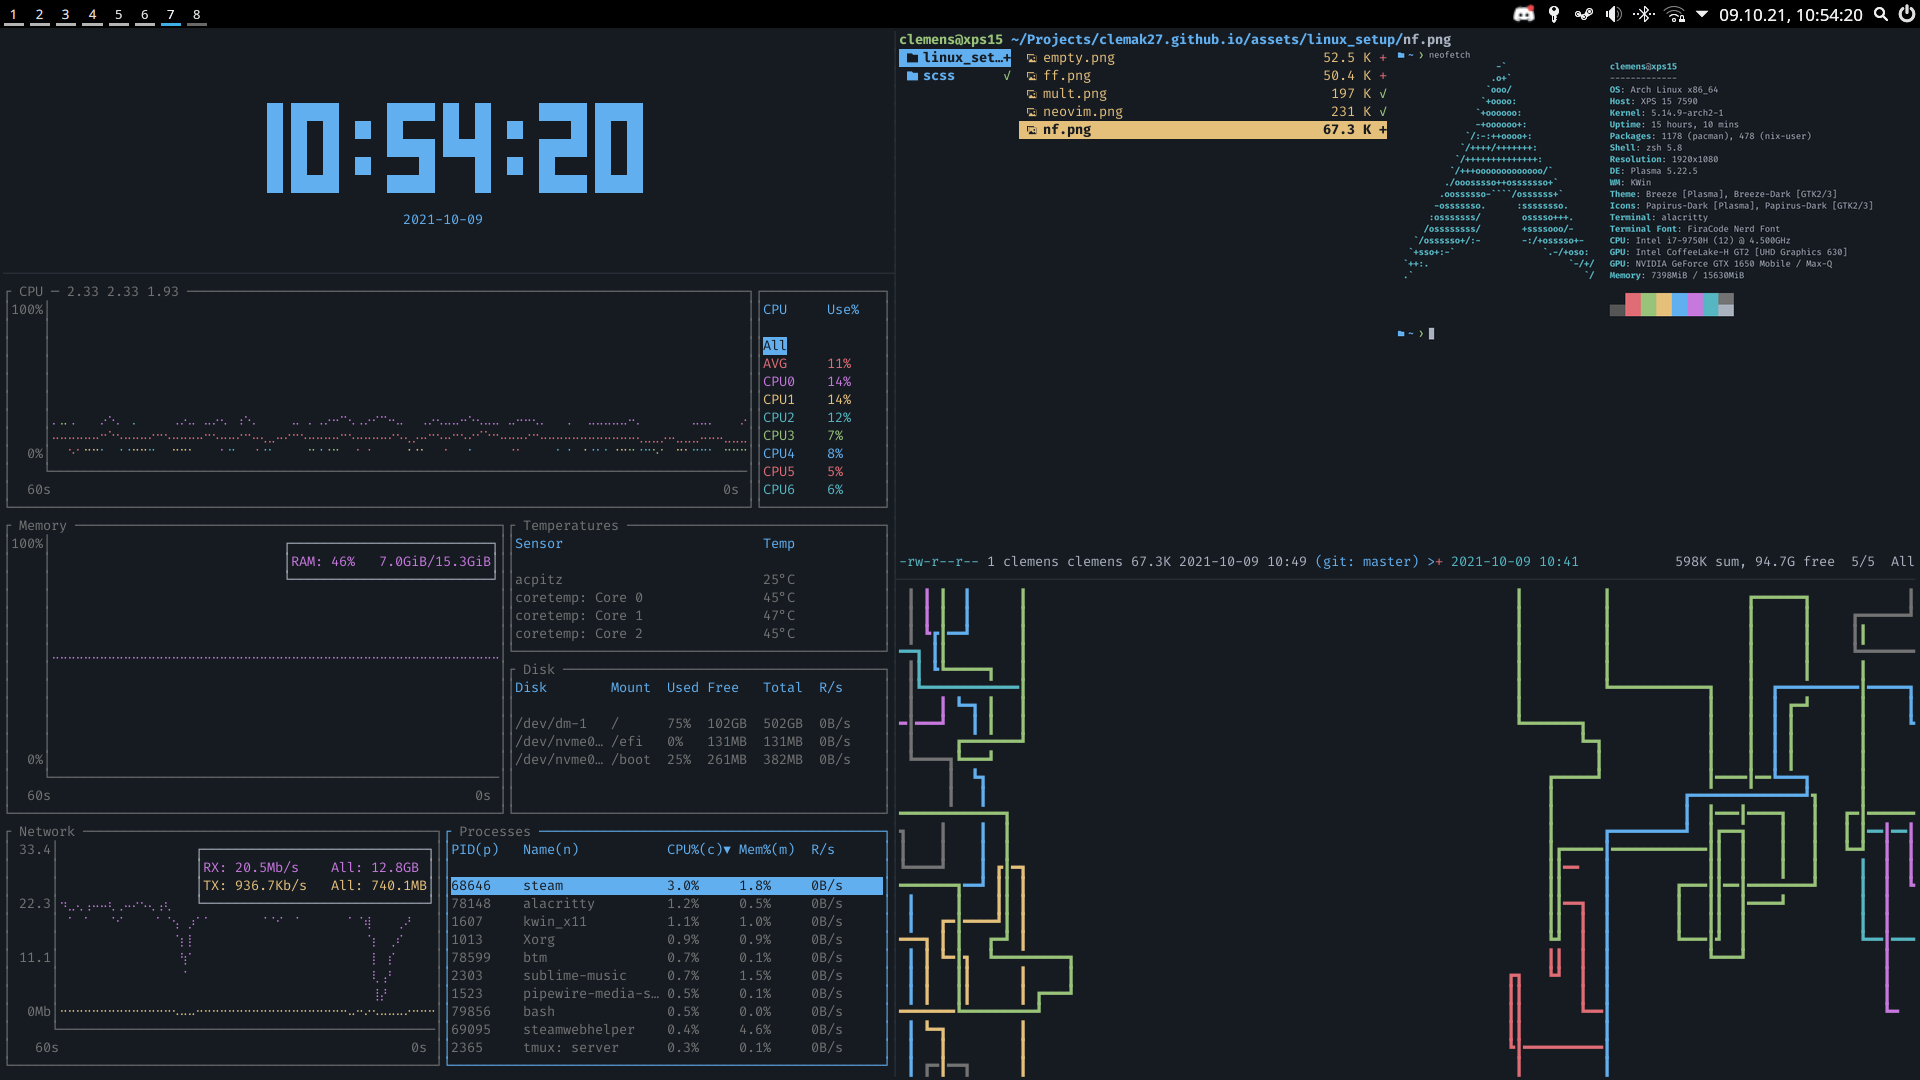 1 2 3 4 5 6 7 8
09.10.21, 10:54:20
10:54:20
2021-10-09
CPU — 2.33 2.33 1.93
100%
0%
60s 0s
CPU Use%
All
AVG 11%
CPU0 14%
CPU1 14%
CPU2 12%
CPU3 7%
CPU4 8%
CPU5 5%
CPU6 6%
Memory
100%
RAM: 46% 7.0GiB/15.3GiB
0%
60s 0s
Temperatures
Sensor Temp
acpitz 25°C
coretemp: Core 0 45°C
coretemp: Core 1 47°C
coretemp: Core 2 45°C
Disk
Disk Mount Used Free Total R/s
/dev/dm-1 / 75% 102GB 502GB 0B/s
/dev/nvme0… /efi 0% 131MB 131MB 0B/s
/dev/nvme0… /boot 25% 261MB 382MB 0B/s
Network
33.4
RX: 20.5Mb/s All: 12.8GB
TX: 936.7Kb/s All: 740.1MB
22.3
11.1
0Mb
60s 0s
Processes
PID(p) Name(n) CPU%(c)▼ Mem%(m) R/s
68646 steam 3.0% 1.8% 0B/s
78148 alacritty 1.2% 0.5% 0B/s
1607 kwin_x11 1.1% 1.0% 0B/s
1013 Xorg 0.9% 0.9% 0B/s
78599 btm 0.7% 0.1% 0B/s
2303 sublime-music 0.7% 1.5% 0B/s
1523 pipewire-media-s… 0.5% 0.1% 0B/s
79856 bash 0.5% 0.0% 0B/s
69095 steamwebhelper 0.4% 4.6% 0B/s
2365 tmux: server 0.3% 0.1% 0B/s
clemens@xps15 ~/Projects/clemak27.github.io/assets/linux_setup/nf.png
linux_set…+
scss √
empty.png 52.5 K +
ff.png 50.4 K +
mult.png 197 K √
neovim.png 231 K √
nf.png 67.3 K +
~ ❯ neofetch
clemens@xps15
-------------
OS: Arch Linux x86_64
Host: XPS 15 7590
Kernel: 5.14.9-arch2-1
Uptime: 15 hours, 10 mins
Packages: 1178 (pacman), 478 (nix-user)
Shell: zsh 5.8
Resolution: 1920x1080
DE: Plasma 5.22.5
WM: KWin
Theme: Breeze [Plasma], Breeze-Dark [GTK2/3]
Icons: Papirus-Dark [Plasma], Papirus-Dark [GTK2/3]
Terminal: alacritty
Terminal Font: FiraCode Nerd Font
CPU: Intel i7-9750H (12) @ 4.500GHz
GPU: Intel CoffeeLake-H GT2 [UHD Graphics 630]
GPU: NVIDIA GeForce GTX 1650 Mobile / Max-Q
Memory: 7398MiB / 15630MiB
~ ❯
-rw-r--r-- 1 clemens clemens 67.3K 2021-10-09 10:49 (git: master) >+ 2021-10-09 10:41 598K sum, 94.7G free 5/5 All